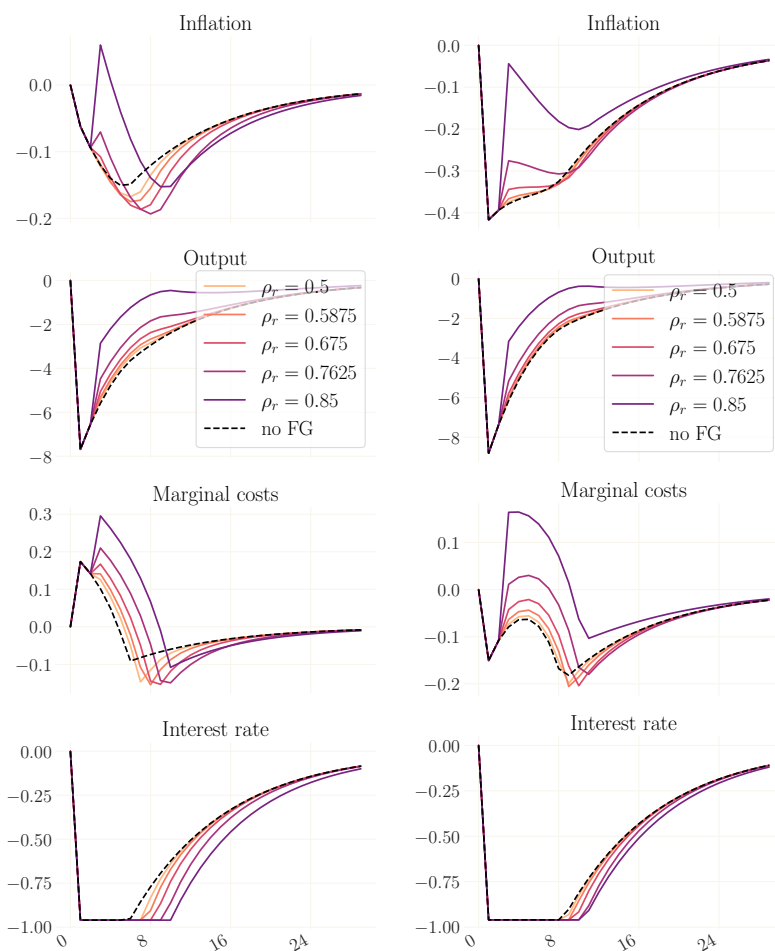 Inflation
0.0
−0.1
−0.2
Inflation
0.0
−0.1
−0.2
−0.3
−0.4
Output
0
−2
−4
−6
−8
ρr = 0.5
ρr = 0.5875
ρr = 0.675
ρr = 0.7625
ρr = 0.85
no FG
Output
0
−2
−4
−6
−8
ρr = 0.5
ρr = 0.5875
ρr = 0.675
ρr = 0.7625
ρr = 0.85
no FG
Marginal costs
0.3
0.2
0.1
0.0
−0.1
Marginal costs
0.1
0.0
−0.1
−0.2
Interest rate
0.00
−0.25
−0.50
−0.75
−1.00
0
8
16
24
Interest rate
0.00
−0.25
−0.50
−0.75
−1.00
0
8
16
24